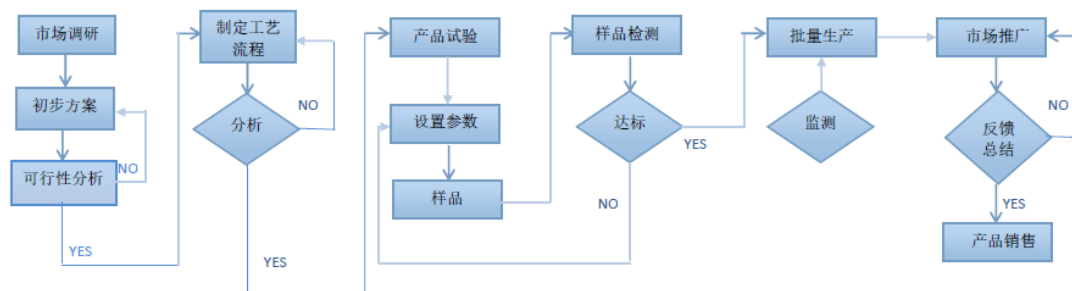 市场调研
初步方案
NO
可行性分析
YES
制定工艺
流程
NO
分析
YES
产品试验
设置参数
样品
样品检测
达标
YES
NO
批量生产
监测
市场推广
NO
反馈
总结
YES
产品销售